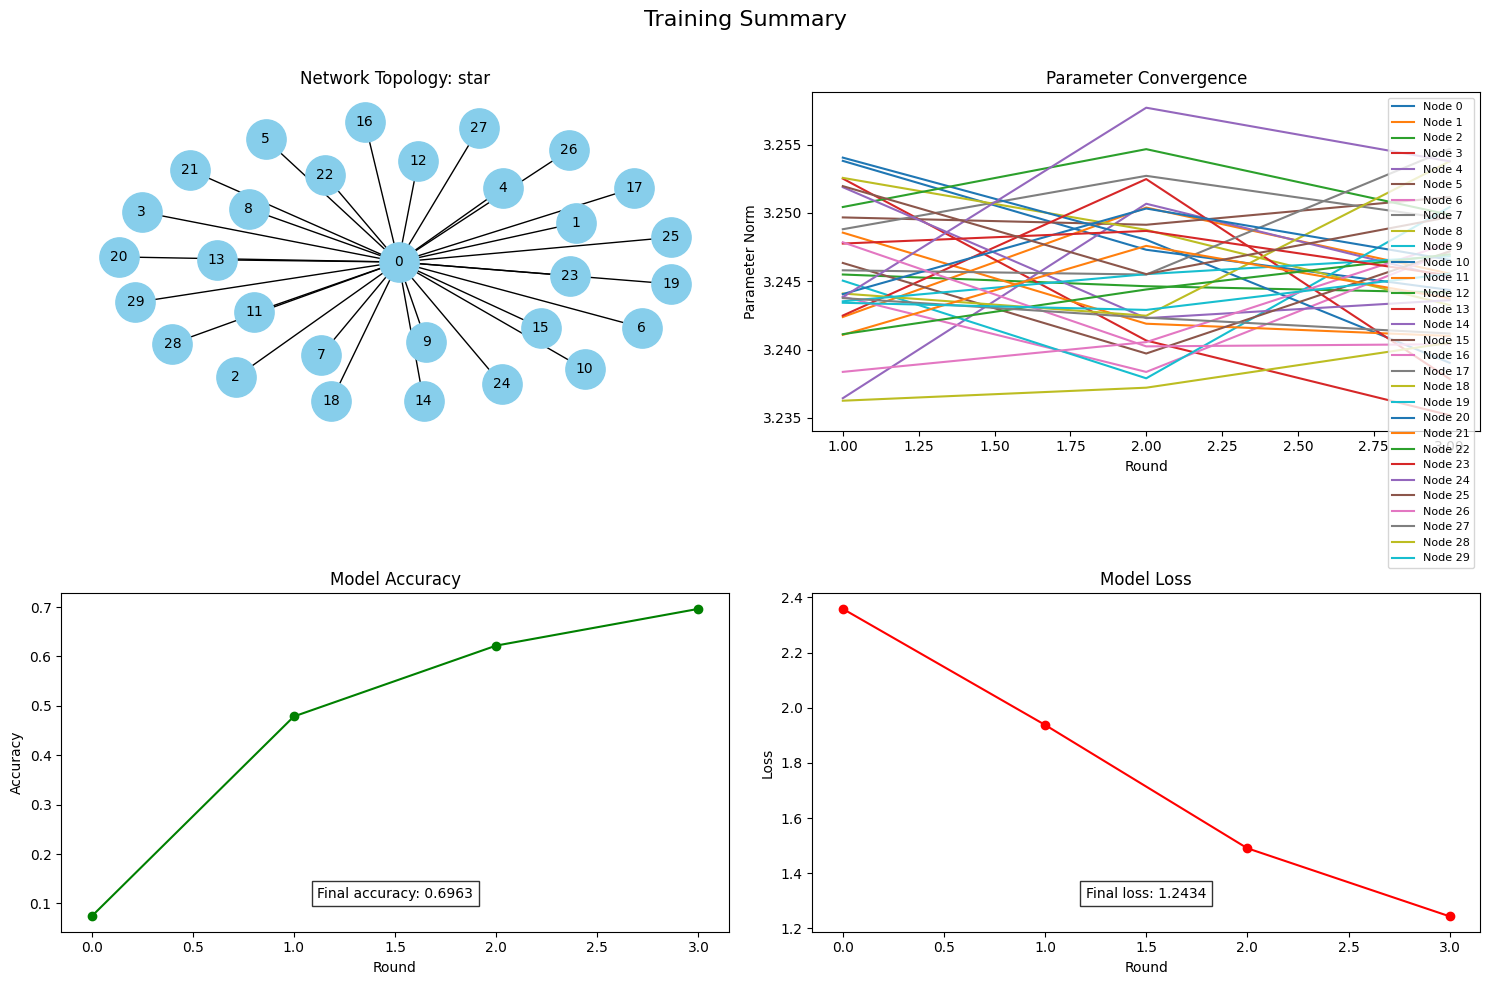 Training Summary
Network Topology: star
16
27
5
26
12
21
22
4
17
3
8
1
25
0
20
13
23
19
29
11
6
15
28
9
7
10
2
24
18
14
Parameter Convergence
Parameter Norm
3.255
3.250
3.245
3.240
3.235
1.00
1.25
1.50
1.75
2.00
2.25
2.50
2.75
3.00
Round
Node 0
Node 1
Node 2
Node 3
Node 4
Node 5
Node 6
Node 7
Node 8
Node 9
Node 10
Node 11
Node 12
Node 13
Node 14
Node 15
Node 16
Node 17
Node 18
Node 19
Node 20
Node 21
Node 22
Node 23
Node 24
Node 25
Node 26
Node 27
Node 28
Node 29
Model Accuracy
Accuracy
0.7
0.6
0.5
0.4
0.3
0.2
0.1
Final accuracy: 0.6963
0.0
0.5
1.0
1.5
2.0
2.5
3.0
Round
Model Loss
Loss
2.4
2.2
2.0
1.8
1.6
1.4
1.2
Final loss: 1.2434
0.0
0.5
1.0
1.5
2.0
2.5
3.0
Round